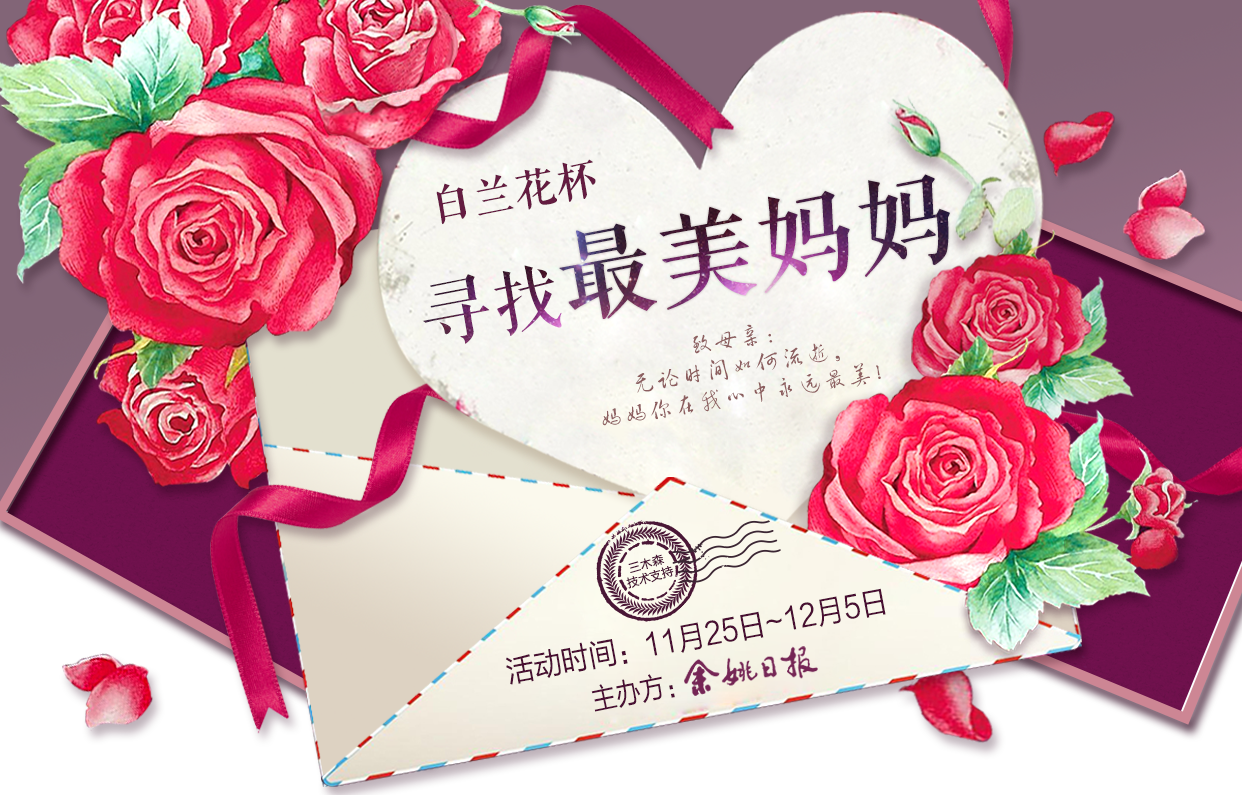 白兰花杯
寻找最美妈妈
致母亲：
无论时间如何流逝。
妈妈你在我心中永远最美！
三木森
技术支持
活动时间：11月25日~12月5日
主办方：余姚日报